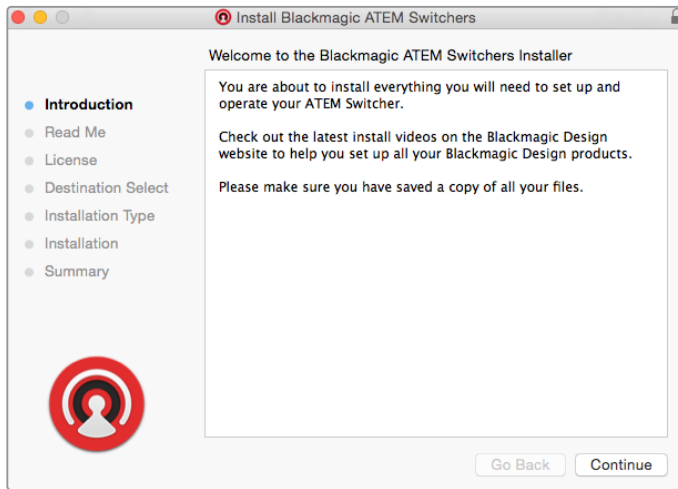 Install Blackmagic ATEM Switchers
Welcome to the Blackmagic ATEM Switchers Installer
Introduction
Read Me
License
Destination Select
Installation Type
Installation
Summary
You are about to install everything you will need to set up and
operate your ATEM Switcher.
Check out the latest install videos on the Blackmagic Design
website to help you set up all your Blackmagic Design products.
Please make sure you have saved a copy of all your files.
Go Back
Continue